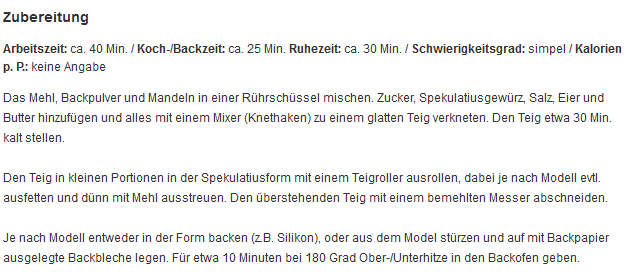 Zubereitung
Arbeitszeit: ca. 40 Min. / Koch-/Backzeit: ca. 25 Min. Ruhezeit: ca. 30 Min. / Schwierigkeitsgrad: simpel / Kalorien
p. P.: keine Angabe
Das Mehl, Backpulver und Mandeln in einer Rührschüssel mischen. Zucker, Spekulatiusgewürz, Salz, Eier und
Butter hinzufügen und alles mit einem Mixer (Knethaken) zu einem glatten Teig verkneten. Den Teig etwa 30 Min.
kalt stellen.
Den Teig in kleinen Portionen in der Spekulatiusform mit einem Teigroller ausrollen, dabei je nach Modell evtl.
ausfetten und dünn mit Mehl ausstreuen. Den überstehenden Teig mit einem bemehlten Messer abschneiden.
Je nach Modell entweder in der Form backen (z.B. Silikon), oder aus dem Model stürzen und auf mit Backpapier
ausgelegte Backbleche legen. Für etwa 10 Minuten bei 180 Grad Ober-/Unterhitze in den Backofen geben.